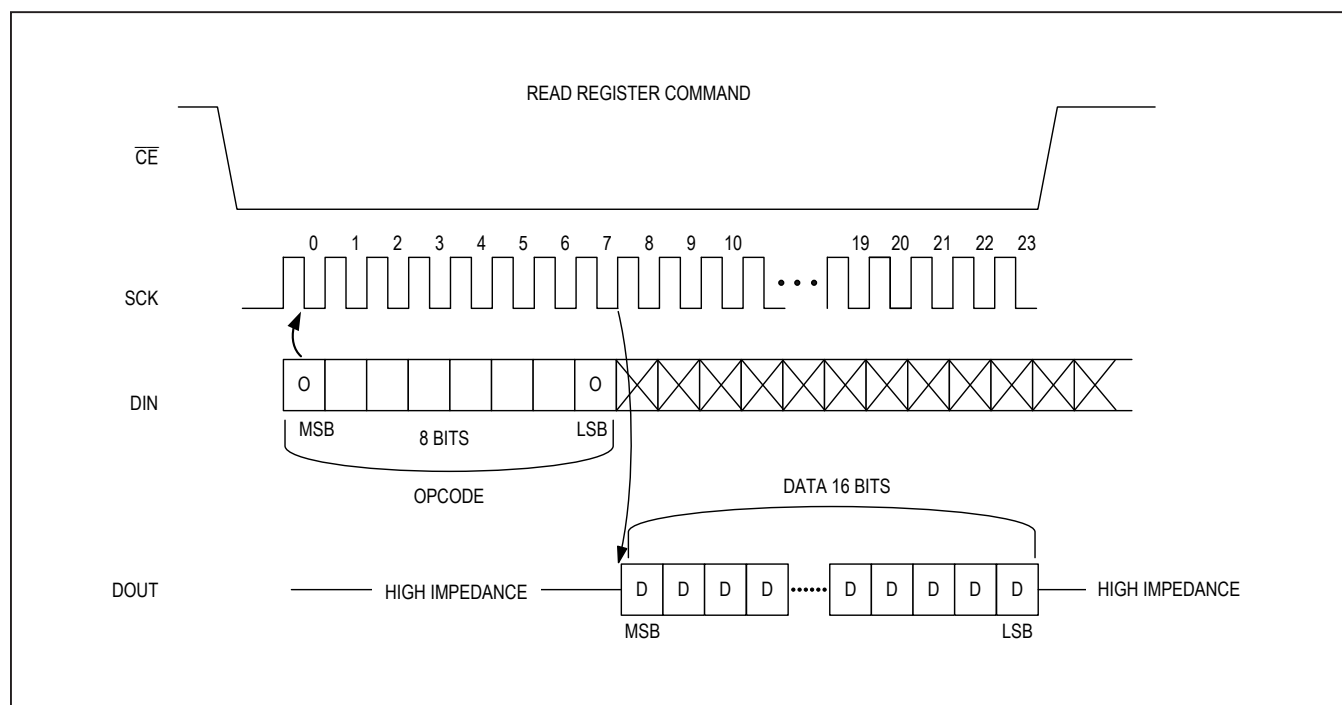 READ REGISTER COMMAND
CE
0 1 2 3 4 5 6 7 8 9 10 19 20 21 22 23
SCK
DIN
O O
MSB 8 BITS LSB
OPCODE
DATA 16 BITS
DOUT
HIGH IMPEDANCE
D D D D ...... D D D D D
HIGH IMPEDANCE
MSB LSB